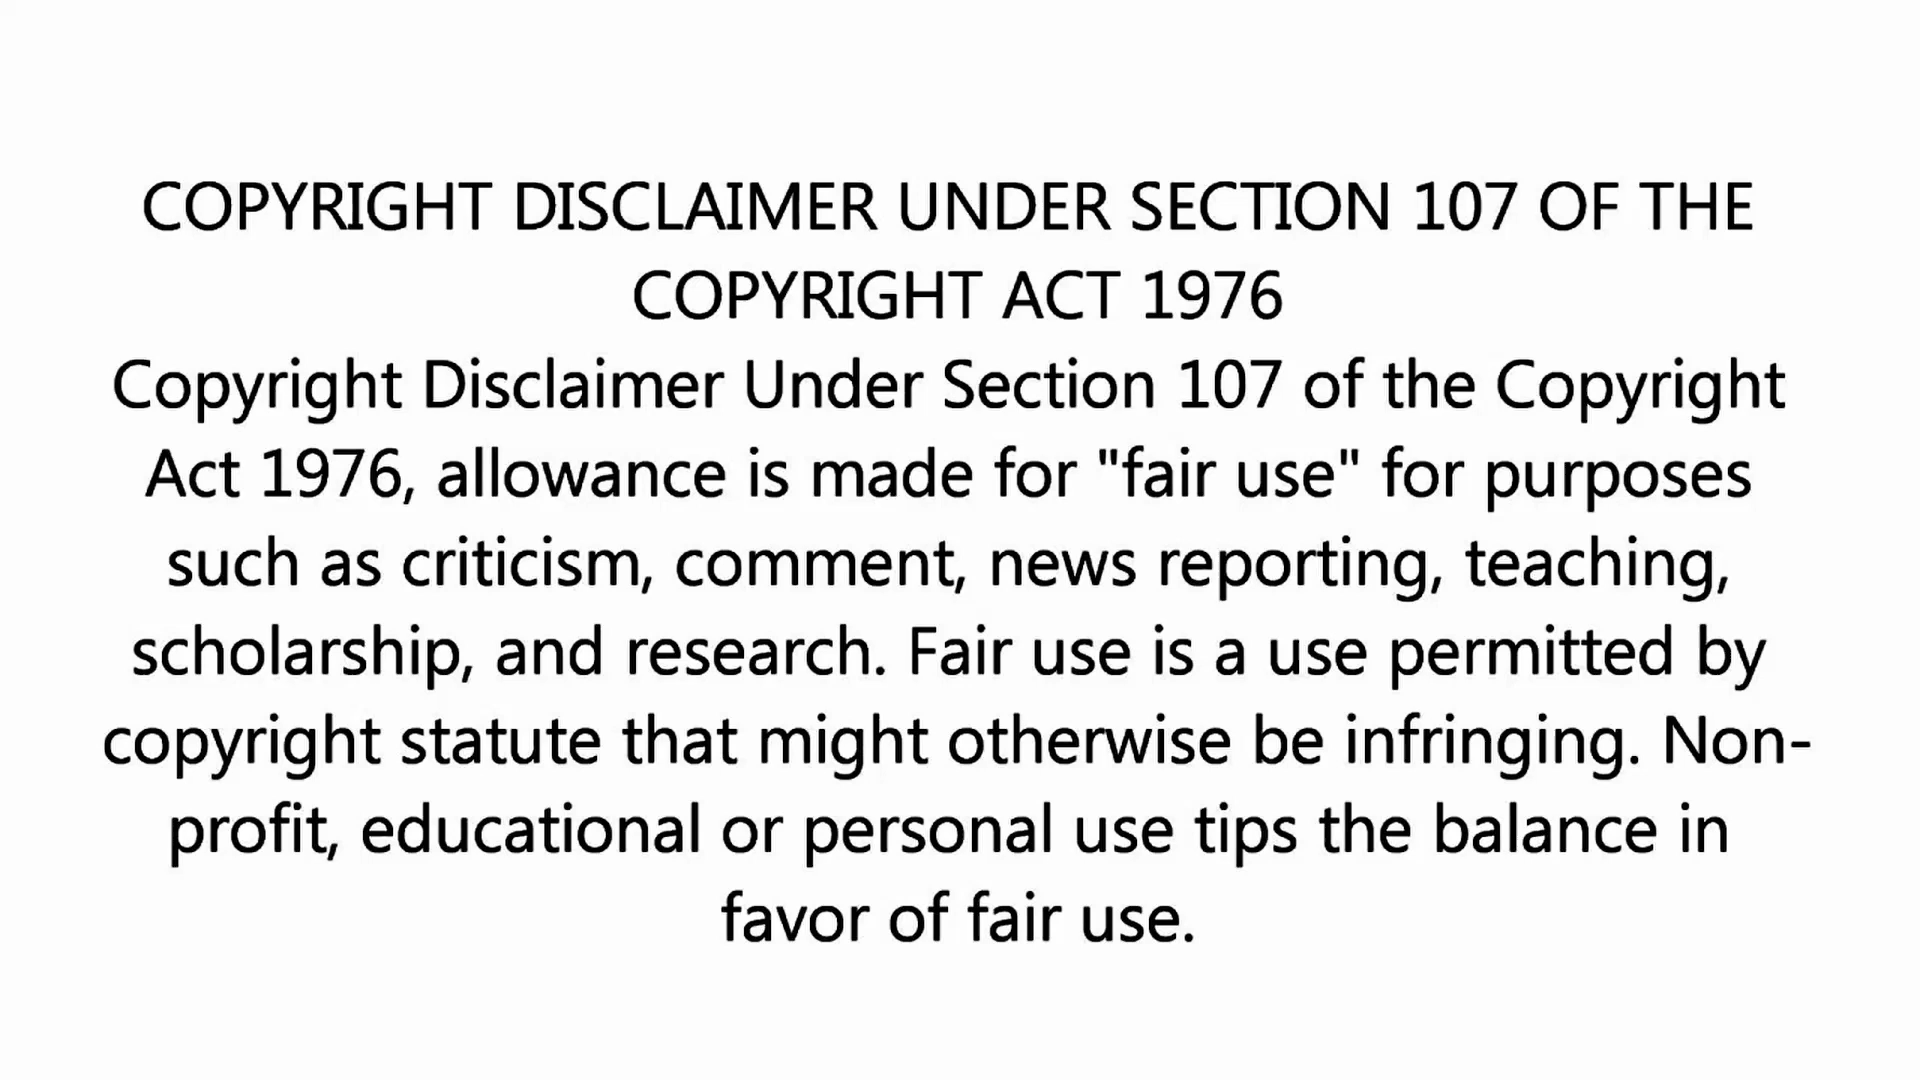 COPYRIGHT DISCLAIMER UNDER SECTION 107 OF THE
COPYRIGHT ACT 1976
Copyright Disclaimer Under Section 107 of the Copyright
Act 1976, allowance is made for "fair use" for purposes
such as criticism, comment, news reporting, teaching,
scholarship, and research. Fair use is a use permitted by
copyright statute that might otherwise be infringing. Non-
profit, educational or personal use tips the balance in
favor of fair use.